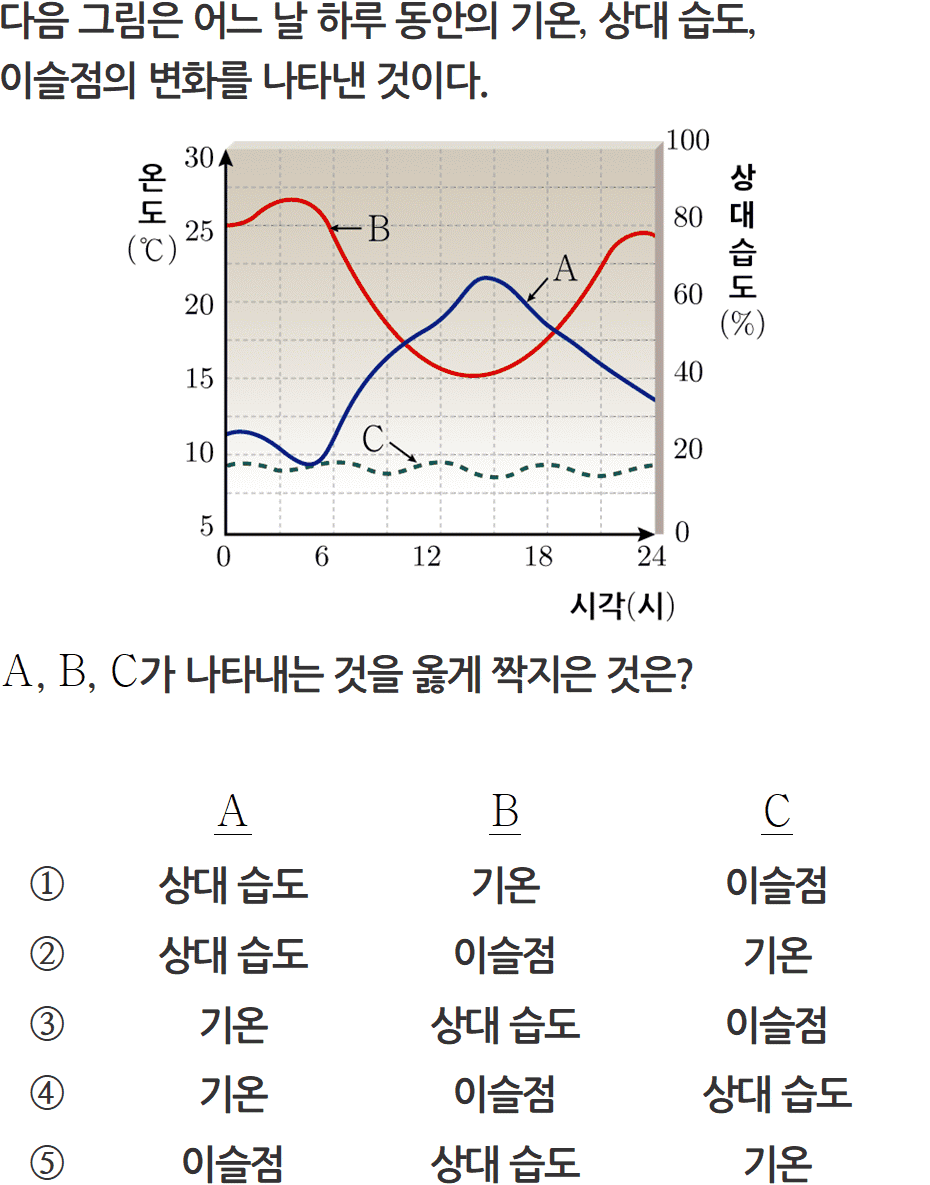 다음 그림은 어느 날 하루 동안의 기온, 상대 습도,
이슬점의 변화를 나타낸 것이다.
온도 (℃)
30
25
20
15
10
5
상대 습도 (%)
100
80
60
40
20
0
B
A
C
0 6 12 18 24
시각(시)
A, B, C가 나타내는 것을 옳게 짝지은 것은?
A B C
① 상대 습도 기온 이슬점
② 상대 습도 이슬점 기온
③ 기온 상대 습도 이슬점
④ 기온 이슬점 상대 습도
⑤ 이슬점 상대 습도 기온